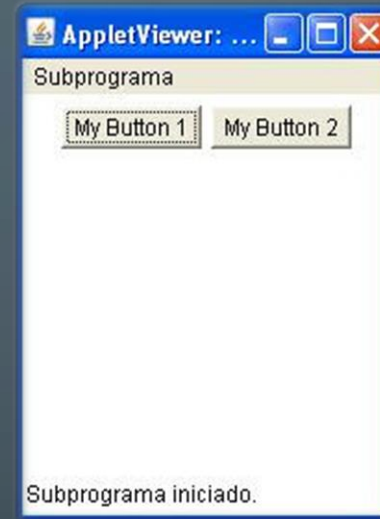 AppletViewer: ...
Subprograma
My Button 1 My Button 2
Subprograma iniciado.